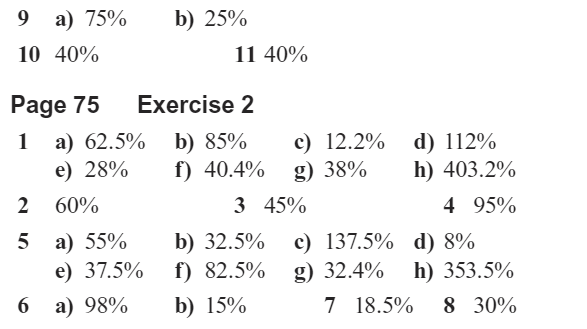 9 a) 75% b) 25%
10 40% 11 40%
Page 75 Exercise 2
1 a) 62.5% b) 85% c) 12.2% d) 112%
e) 28% f) 40.4% g) 38% h) 403.2%
2 60% 3 45% 4 95%
5 a) 55% b) 32.5% c) 137.5% d) 8%
e) 37.5% f) 82.5% g) 32.4% h) 353.5%
6 a) 98% b) 15% 7 18.5% 8 30%